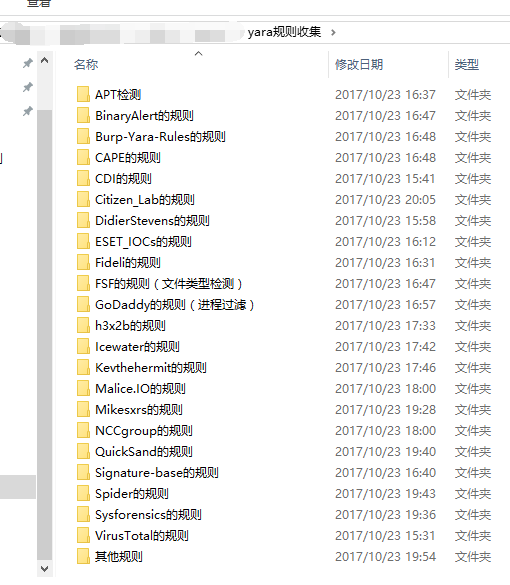 查看
yara规则收集
名称 修改日期 类型
APT检测 2017/10/23 16:37 文件夹
BinaryAlert的规则 2017/10/23 16:47 文件夹
Burp-Yara-Rules的规则 2017/10/23 16:48 文件夹
CAPE的规则 2017/10/23 16:48 文件夹
CDI的规则 2017/10/23 15:41 文件夹
Citizen_Lab的规则 2017/10/23 20:05 文件夹
DidierStevens的规则 2017/10/23 15:58 文件夹
ESET_IOCs的规则 2017/10/23 16:12 文件夹
Fideli的规则 2017/10/23 16:31 文件夹
FSF的规则（文件类型检测） 2017/10/23 16:47 文件夹
GoDaddy的规则（进程过滤） 2017/10/23 16:57 文件夹
h3x2b的规则 2017/10/23 17:33 文件夹
Icewater的规则 2017/10/23 17:42 文件夹
Kevthehermit的规则 2017/10/23 17:46 文件夹
Malice.IO的规则 2017/10/23 18:00 文件夹
Mikesxrs的规则 2017/10/23 19:28 文件夹
NCCgroup的规则 2017/10/23 18:00 文件夹
QuickSand的规则 2017/10/23 19:40 文件夹
Signature-base的规则 2017/10/23 16:40 文件夹
Spider的规则 2017/10/23 19:43 文件夹
Sysforensics的规则 2017/10/23 19:36 文件夹
VirusTotal的规则 2017/10/23 15:31 文件夹
其他规则 2017/10/23 19:54 文件夹